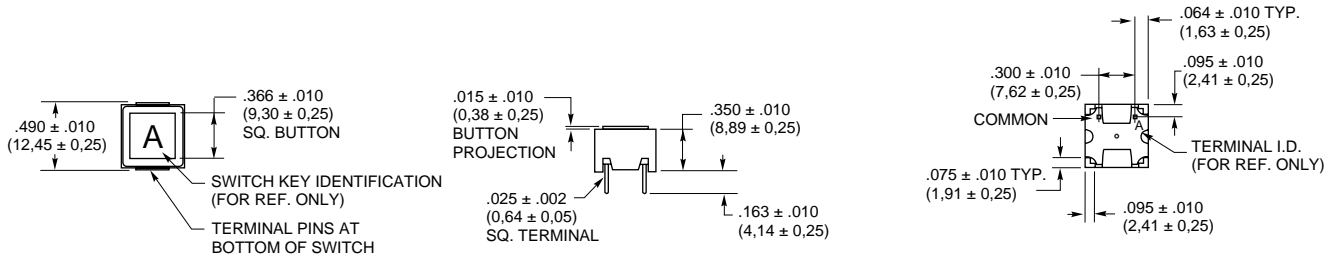 .490 ± .010
(12,45 ± 0,25)
A
.366 ± .010
(9,30 ± 0,25)
SQ. BUTTON
SWITCH KEY IDENTIFICATION
(FOR REF. ONLY)
TERMINAL PINS AT
BOTTOM OF SWITCH
.015 ± .010
(0,38 ± 0,25)
BUTTON
PROJECTION
.350 ± .010
(8,89 ± 0,25)
.025 ± .002
(0,64 ± 0,05)
SQ. TERMINAL
.163 ± .010
(4,14 ± 0,25)
.064 ± .010 TYP.
(1,63 ± 0,25)
.300 ± .010
(7,62 ± 0,25)
.095 ± .010
(2,41 ± 0,25)
COMMON
A
TERMINAL I.D.
(FOR REF. ONLY)
.075 ± .010 TYP.
(1,91 ± 0,25)
.095 ± .010
(2,41 ± 0,25)